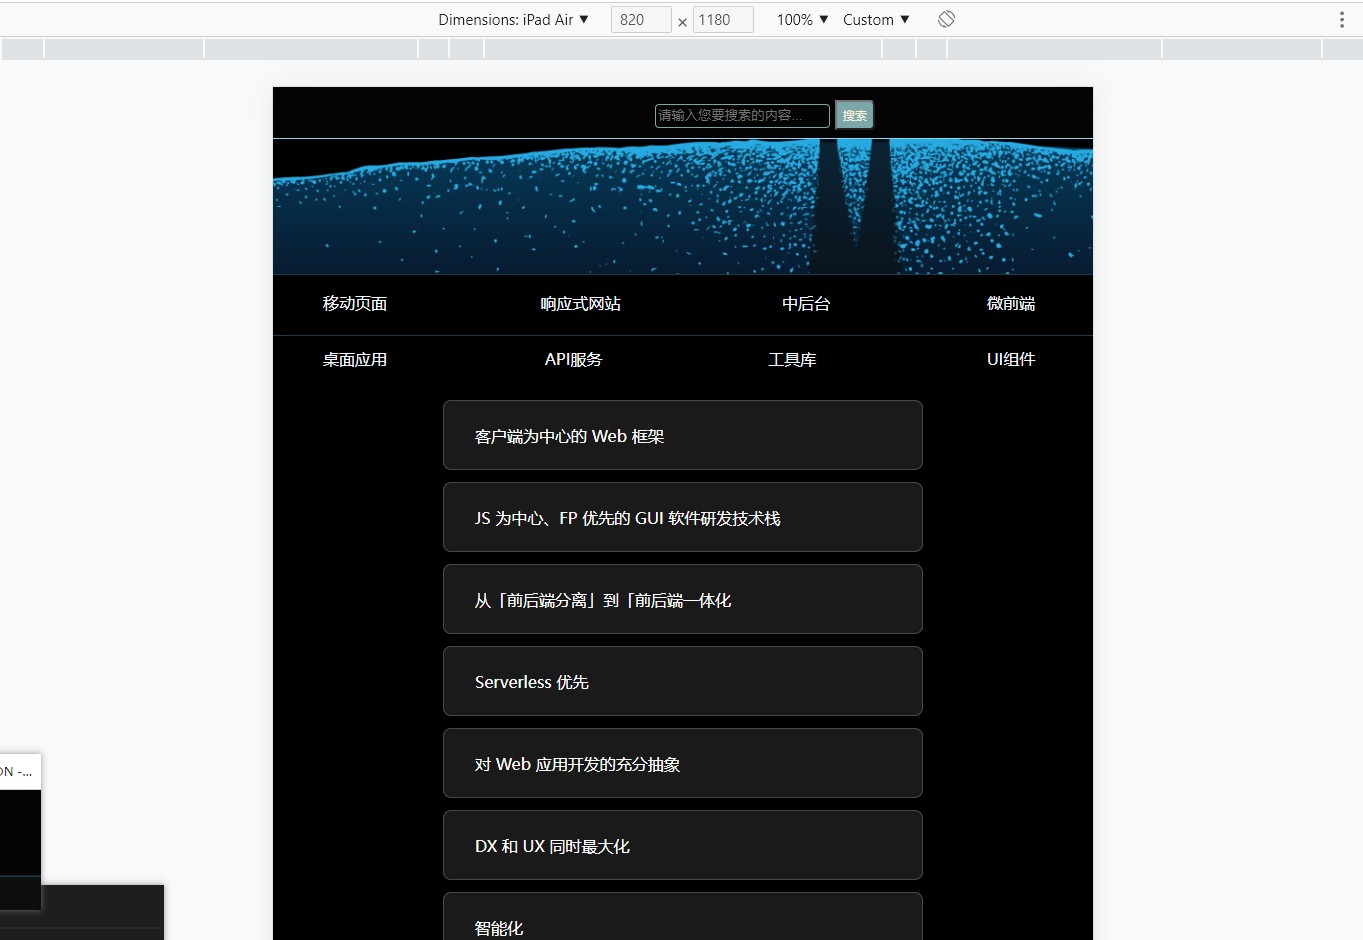 Dimensions: iPad Air ▼ 820 × 1180 100% ▼ Custom ▼
请输入您要搜索的内容... 搜索
移动页面 响应式网站 中后台 微前端
桌面应用 API服务 工具库 UI组件
客户端为中心的 Web 框架
JS 为中心、FP 优先的 GUI 软件研发技术栈
从「前后端分离」到「前后端一体化
Serverless 优先
对 Web 应用开发的充分抽象
ON -...
DX 和 UX 同时最大化
智能化